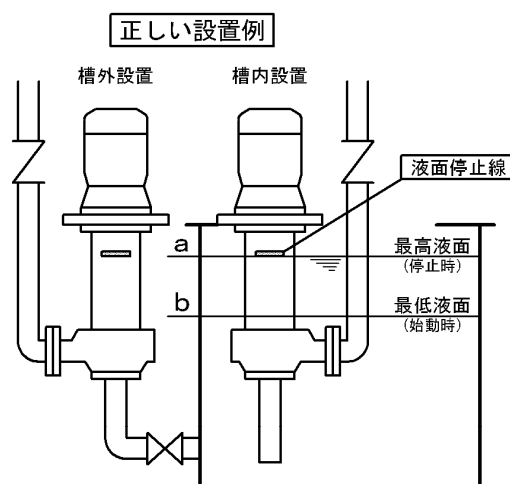 正しい設置例
槽外設置
槽内設置
液面停止線
a
最高液面
(停止時)
b
最低液面
(始動時)